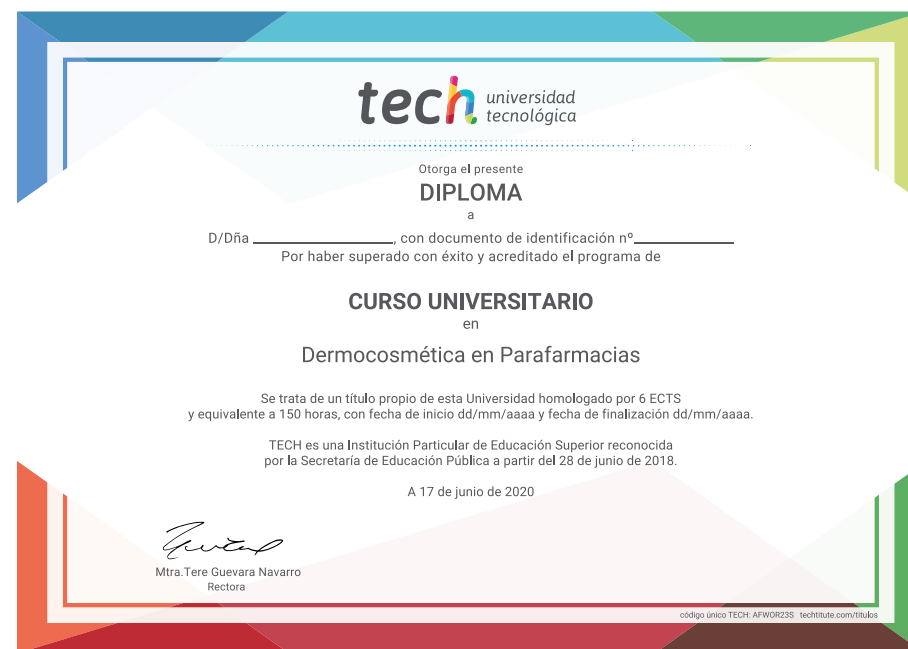 tech universidad
tecnológica
Otorga el presente
DIPLOMA
a
D/Dña ____________________, con documento de identificación nº______________
Por haber superado con éxito y acreditado el programa de
CURSO UNIVERSITARIO
en
Dermocosmética en Parafarmacias
Se trata de un título propio de esta Universidad homologado por 6 ECTS
y equivalente a 150 horas, con fecha de inicio dd/mm/aaaa y fecha de finalización dd/mm/aaaa.
TECH es una Institución Particular de Educación Superior reconocida
por la Secretaría de Educación Pública a partir del 28 de junio de 2018.
A 17 de junio de 2020
Mtra.Tere Guevara Navarro
Rectora
código único TECH: AFWOR23S techtitute.com/títulos